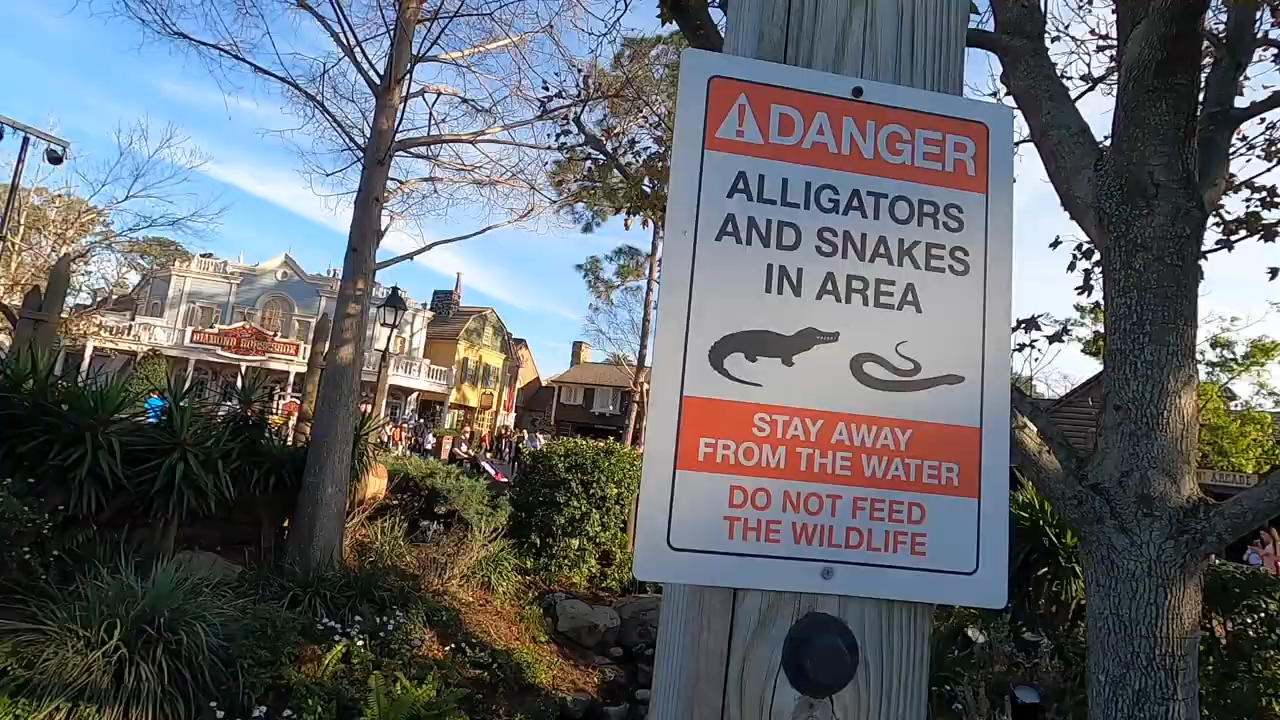 DANGER
ALLIGATORS
AND SNAKES
IN AREA
STAY AWAY
FROM THE WATER
DO NOT FEED
THE WILDLIFE
DIAMOND HORSESHOE
ARCADE